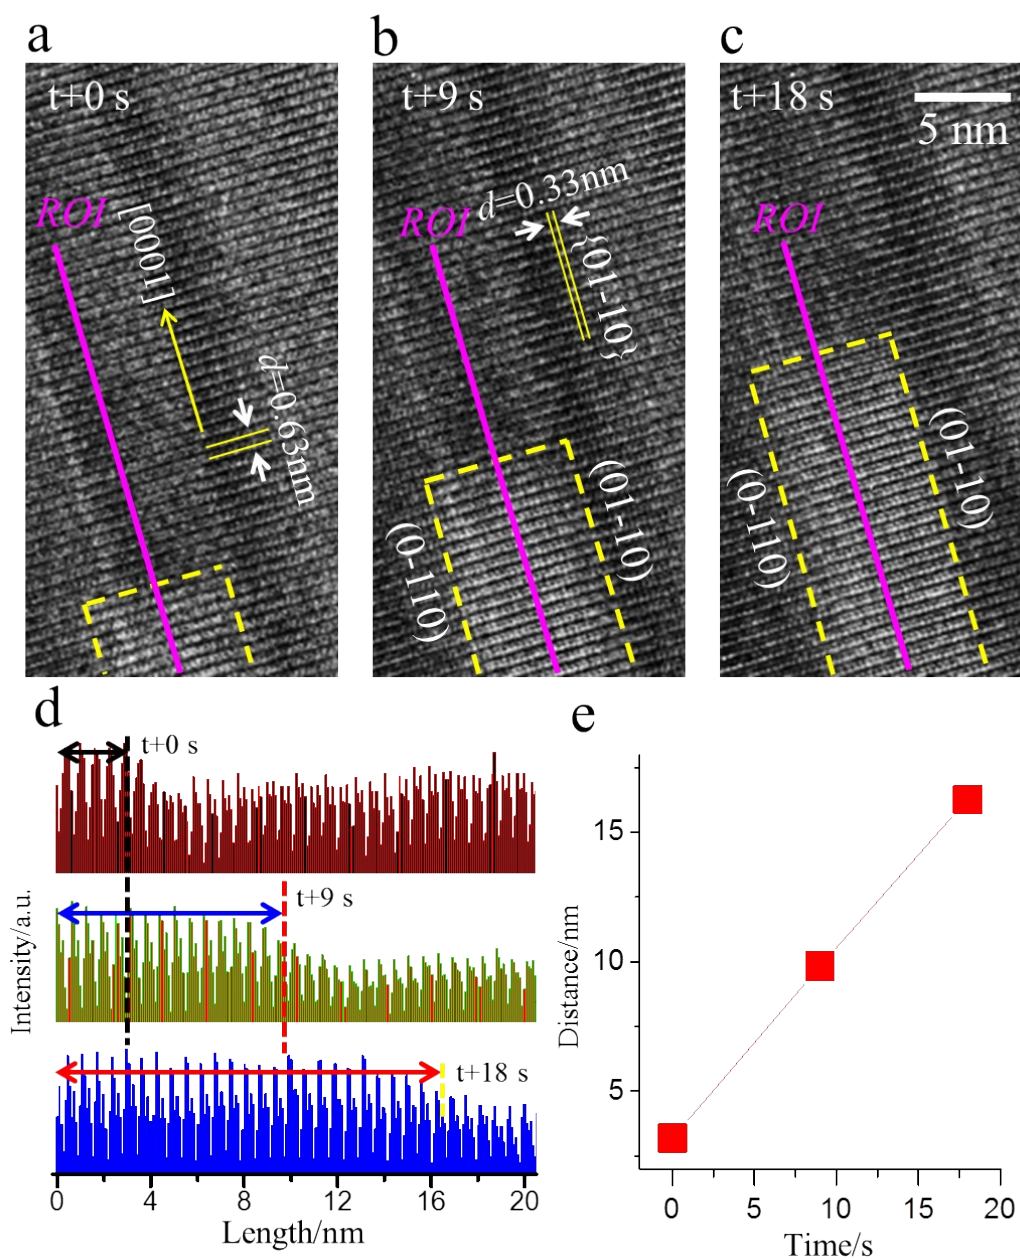 a
b
c
t+0 s
t+9 s
t+18 s
5 nm
ROI
[0001]
d=0.63nm
ROI
d=0.33nm
{01-10}
(0-110)
(01-10)
ROI
(0-110)
(01-10)
d
t+0 s
t+9 s
t+18 s
Intensity/a.u.
0 4 8 12 16 20
Length/nm
e
15
10
5
Distance/nm
0 5 10 15 20
Time/s